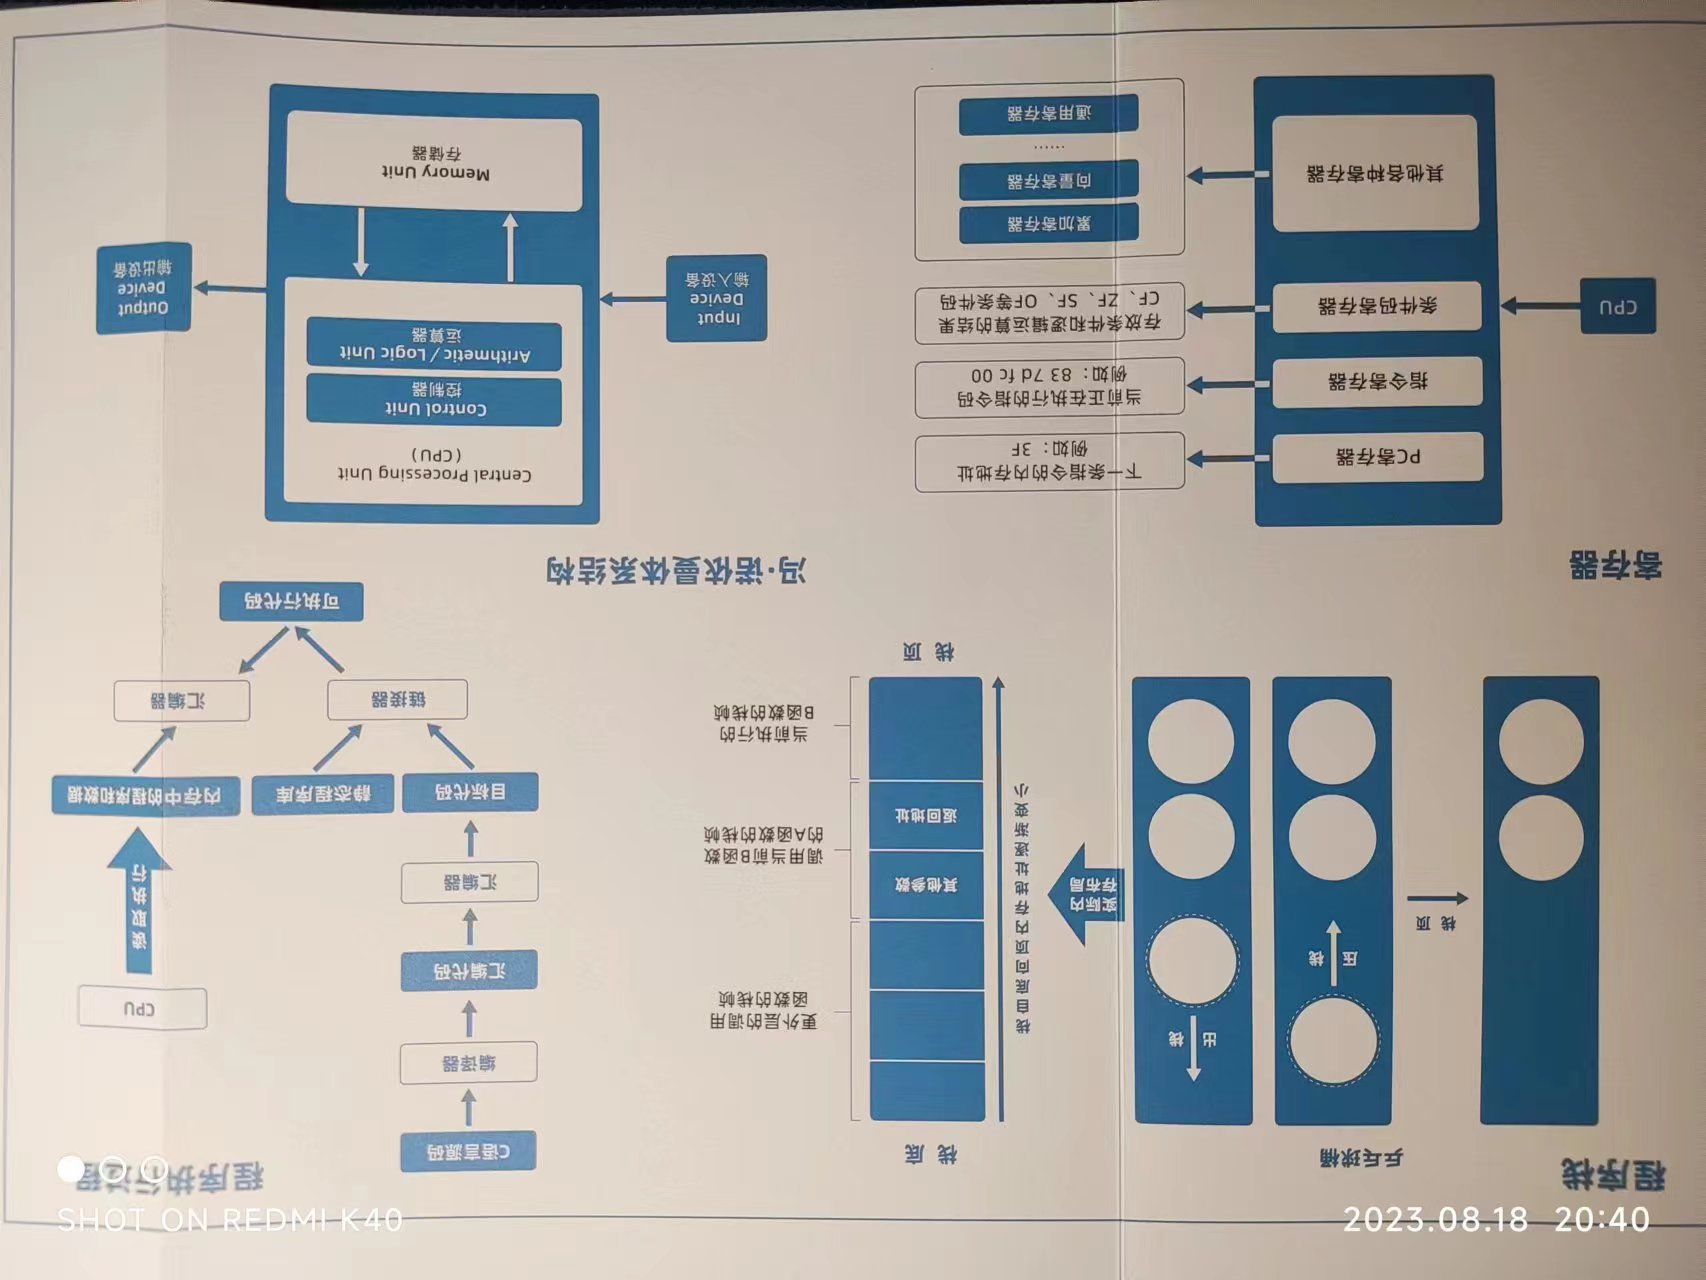 程序栈
乒乓球桶
栈顶
压栈
出栈
实际内
存布局
栈底
栈自底向顶内存地址逐渐变小
更外层的调用
函数的栈帧
其他参数
返回地址
调用当前B函数
的A函数的栈帧
当前执行的
B函数的栈帧
栈顶
程序执行过程
C语言源码
编译器
汇编代码
汇编器
目标代码
静态程序库
链接器
可执行代码
汇编器
内存中的程序和数据
读取执行
CPU
寄存器
CPU
PC寄存器
下一条指令的内存地址
例如：3F
指令寄存器
当前正在执行的指令码
例如：83 7d fc 00
条件码寄存器
存放条件和逻辑运算的结果
CF、ZF、SF、OF等条件码
其他各种寄存器
累加寄存器
向量寄存器
……
通用寄存器
冯·诺依曼体系结构
Central Processing Unit
(CPU)
Control Unit
控制器
Arithmetic / Logic Unit
运算器
Input
Device
输入设备
Output
Device
输出设备
Memory Unit
存储器
SHOT ON REDMI K40
2023.08.18 20:40